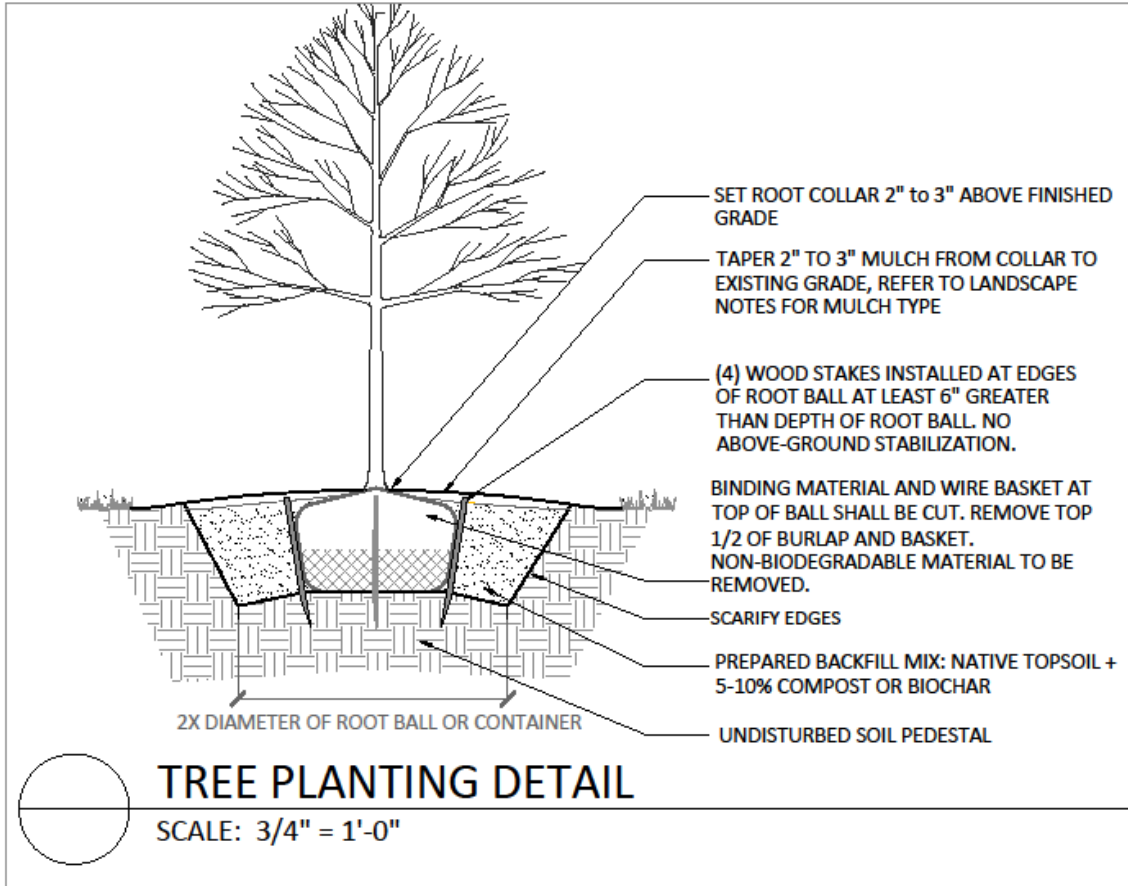 SET ROOT COLLAR 2" to 3" ABOVE FINISHED
GRADE
TAPER 2" TO 3" MULCH FROM COLLAR TO
EXISTING GRADE, REFER TO LANDSCAPE
NOTES FOR MULCH TYPE
(4) WOOD STAKES INSTALLED AT EDGES
OF ROOT BALL AT LEAST 6" GREATER
THAN DEPTH OF ROOT BALL. NO
ABOVE-GROUND STABILIZATION.
BINDING MATERIAL AND WIRE BASKET AT
TOP OF BALL SHALL BE CUT. REMOVE TOP
1/2 OF BURLAP AND BASKET.
NON-BIODEGRADABLE MATERIAL TO BE
REMOVED.
SCARIFY EDGES
PREPARED BACKFILL MIX: NATIVE TOPSOIL +
5-10% COMPOST OR BIOCHAR
UNDISTURBED SOIL PEDESTAL
2X DIAMETER OF ROOT BALL OR CONTAINER
TREE PLANTING DETAIL
SCALE: 3/4" = 1'-0"